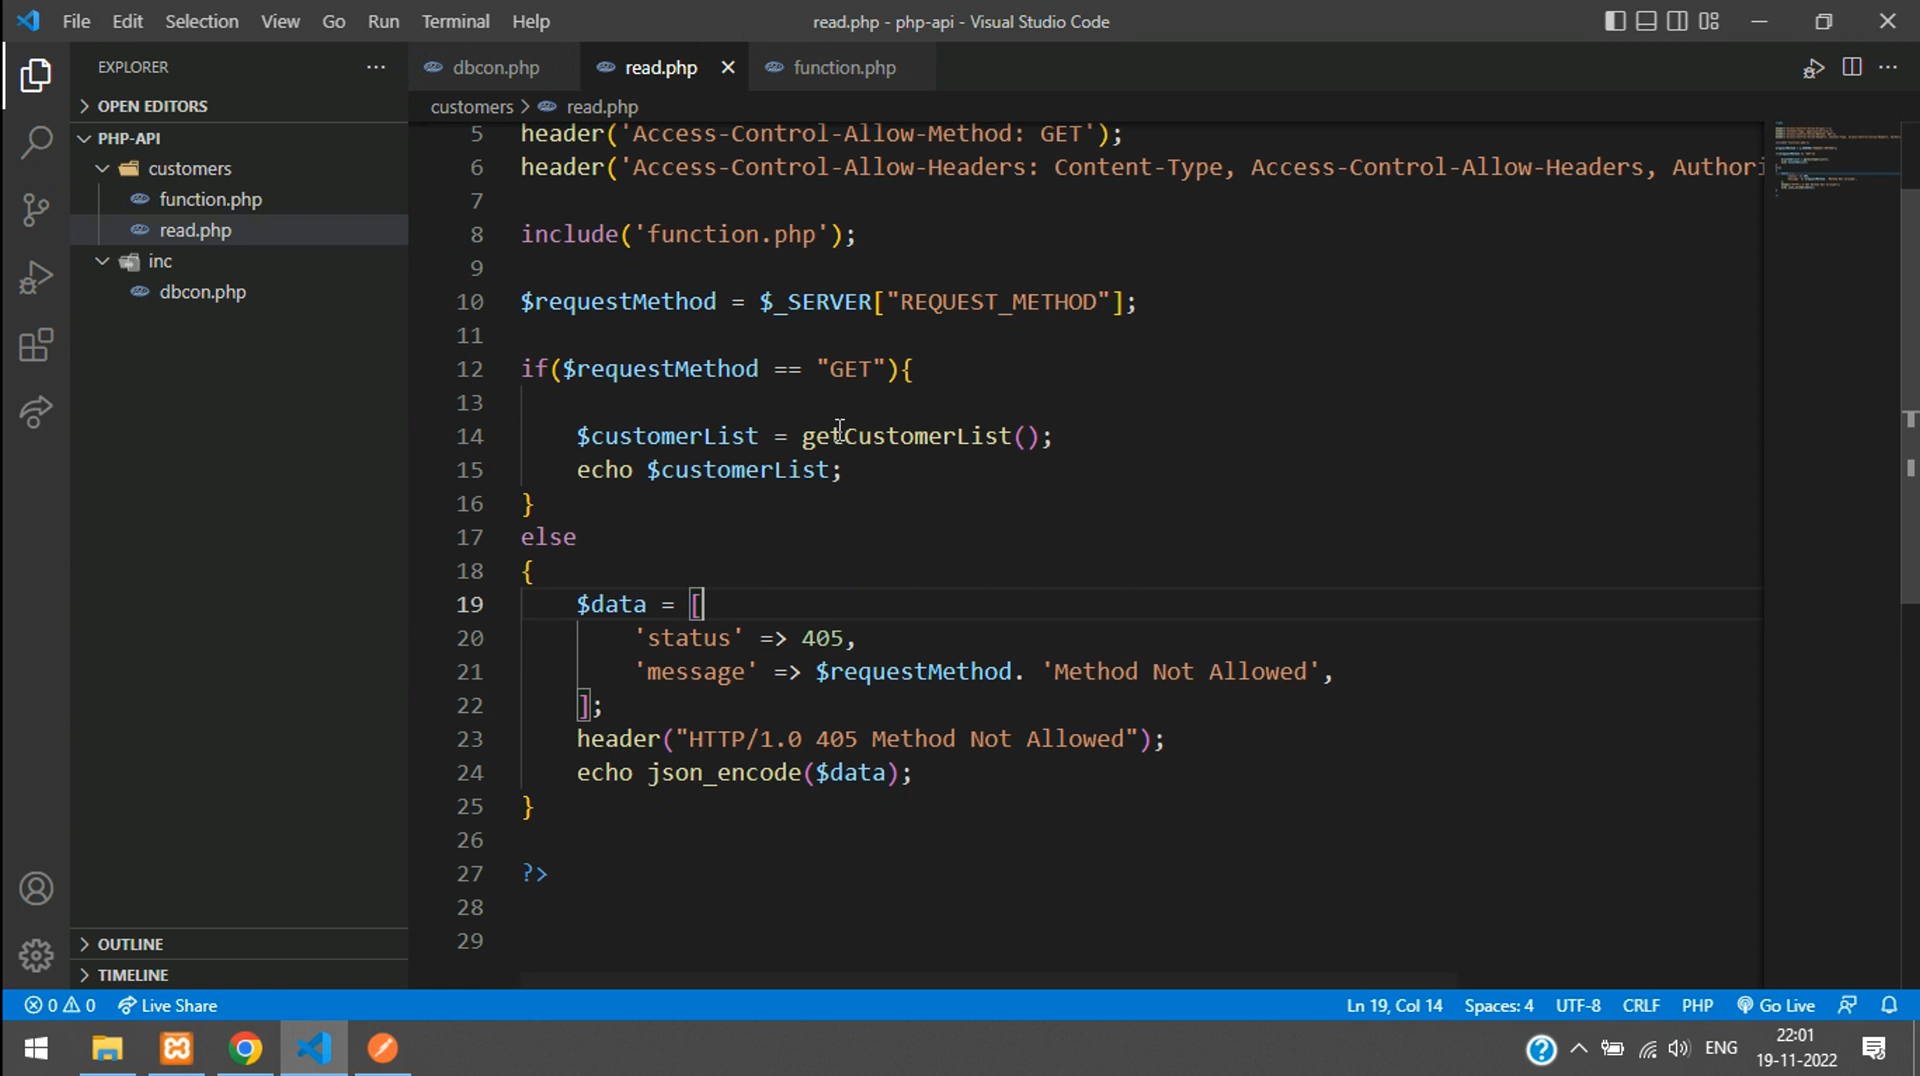 File Edit Selection View Go Run Terminal Help
read.php - php-api - Visual Studio Code
EXPLORER
OPEN EDITORS
PHP-API
customers
function.php
read.php
inc
dbcon.php
OUTLINE
TIMELINE
dbcon.php read.php function.php
customers > read.php
5 header('Access-Control-Allow-Method: GET');
6 header('Access-Control-Allow-Headers: Content-Type, Access-Control-Allow-Headers, Authori
7
8 include('function.php');
9
10 $requestMethod = $_SERVER["REQUEST_METHOD"];
11
12 if($requestMethod == "GET"){
13
14 $customerList = getCustomerList();
15 echo $customerList;
16 }
17 else
18 {
19 $data = [
20 'status' => 405,
21 'message' => $requestMethod. 'Method Not Allowed',
22 ];
23 header("HTTP/1.0 405 Method Not Allowed");
24 echo json_encode($data);
25 }
26
27 ?>
28
29
0 0 Live Share Ln 19, Col 14 Spaces: 4 UTF-8 CRLF PHP Go Live
ENG
22:01
19-11-2022